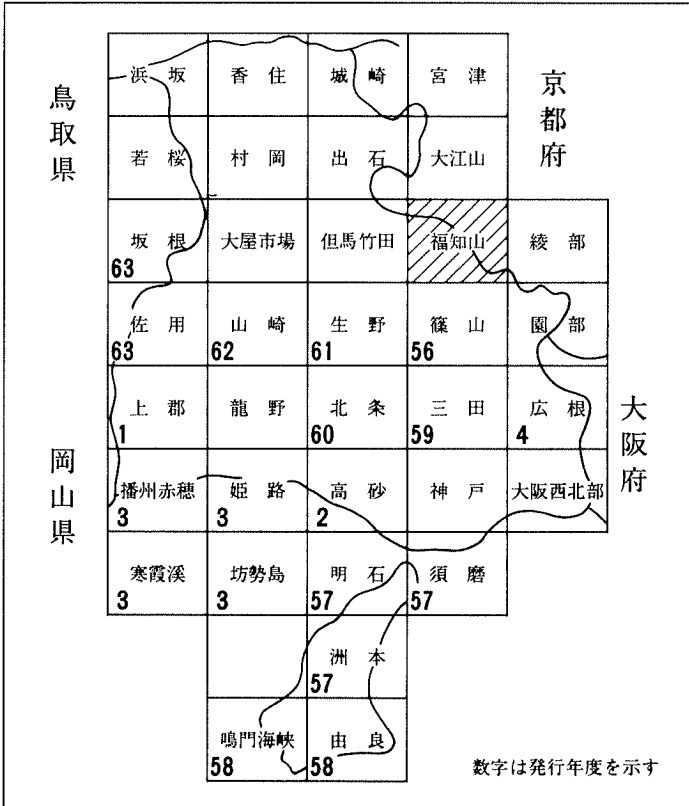 鳥取県
京都府
大阪府
岡山県
浜坂 香住 城崎 宮津
若桜 村岡 出石 大江山
坂根 大屋市場 但馬竹田 福知山 綾部
63
佐用 山崎 生野 篠山 園部
63 62 61 56
上郡 龍野 北条 三田 広根
1 60 59 4
播州赤穂 姫路 高砂 神戸 大阪西北部
3 3 2
寒霞渓 坊勢島 明石 須磨
3 3 57 57
洲本
57
鳴門海峡 由良
58 58
数字は発行年度を示す